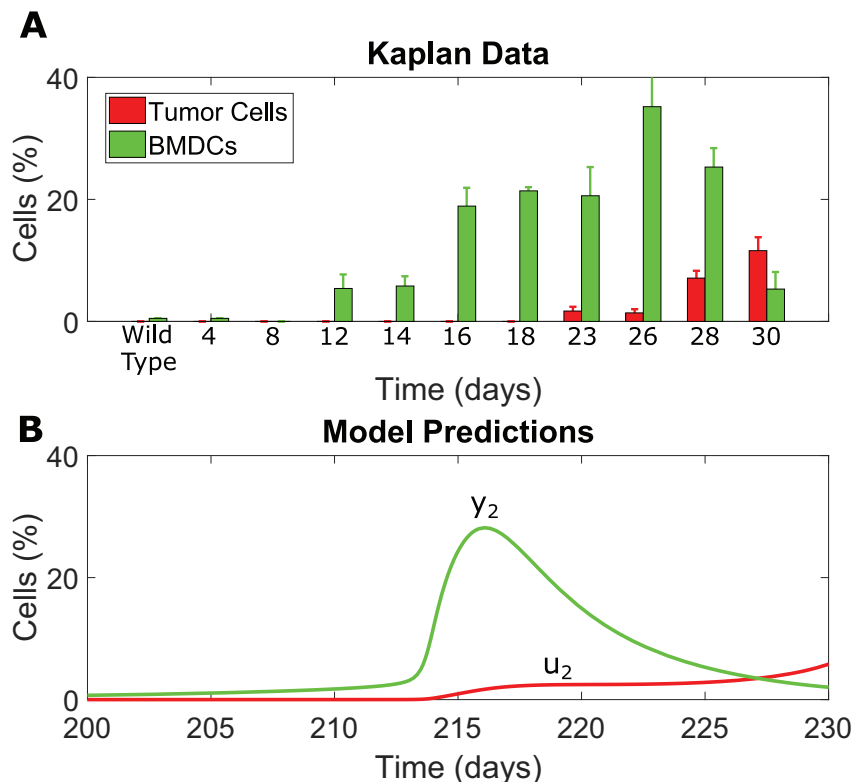 A
Kaplan Data
40
20
0
Cells (%)
Tumor Cells
BMDCs
Wild Type 4 8 12 14 16 18 23 26 28 30
Time (days)
B
Model Predictions
40
20
0
Cells (%)
y2
u2
200 205 210 215 220 225 230
Time (days)